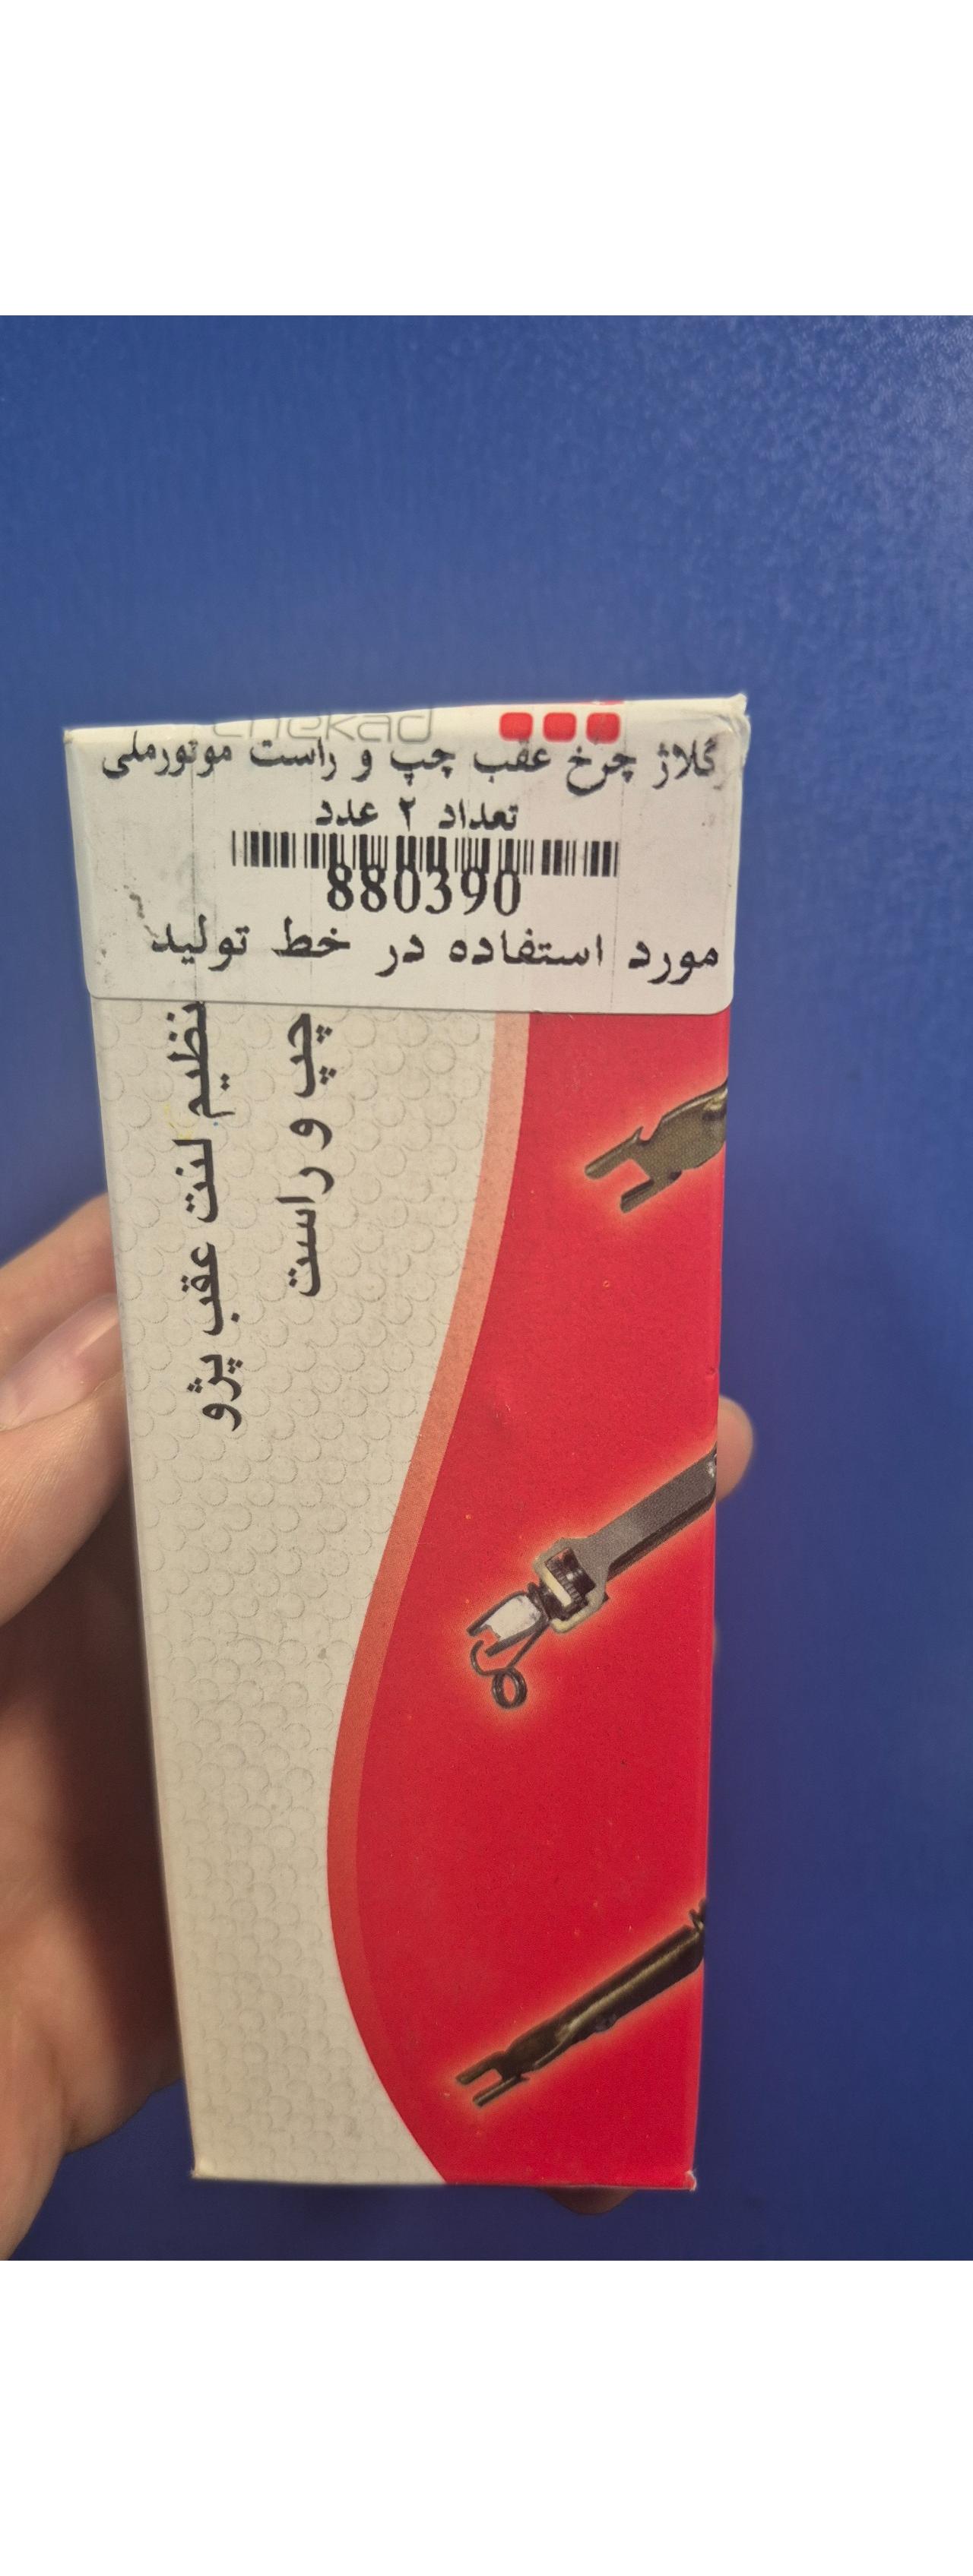 chekad
گلاژ چرخ عقب چپ و راست موتورملی
تعداد ۲ عدد
880390
مورد استفاده در خط تولید
تنظیم لنت عقب پژو
چپ و راست